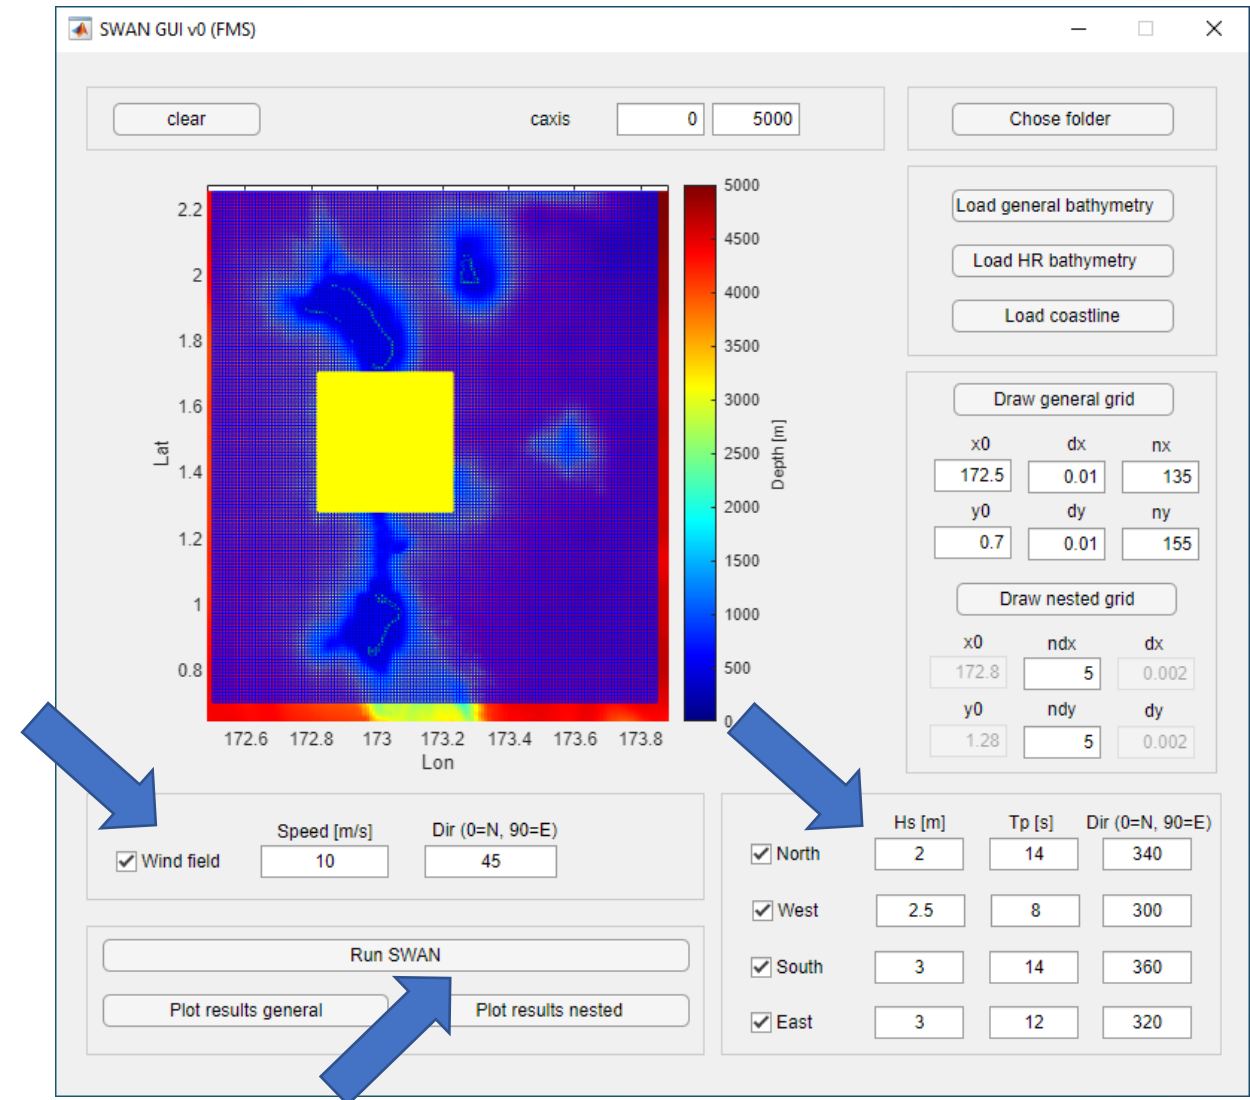 SWAN GUI v0 (FMS)
clear caxis 0 5000 Chose folder
Load general bathymetry
Load HR bathymetry
Load coastline
2.2
2
1.8
1.6
1.4
1.2
1
0.8
Lat
172.6 172.8 173 173.2 173.4 173.6 173.8
Lon
5000
4500
4000
3500
3000
2500
2000
1500
1000
500
0
Depth [m]
Draw general grid
x0 dx nx
172.5 0.01 135
y0 dy ny
0.7 0.01 155
Draw nested grid
x0 ndx dx
172.8 5 0.002
y0 ndy dy
1.28 5 0.002
Speed [m/s] Dir (0=N, 90=E)
Wind field 10 45
Run SWAN
Plot results general Plot results nested
Hs [m] Tp [s] Dir (0=N, 90=E)
North 2 14 340
West 2.5 8 300
South 3 14 360
East 3 12 320